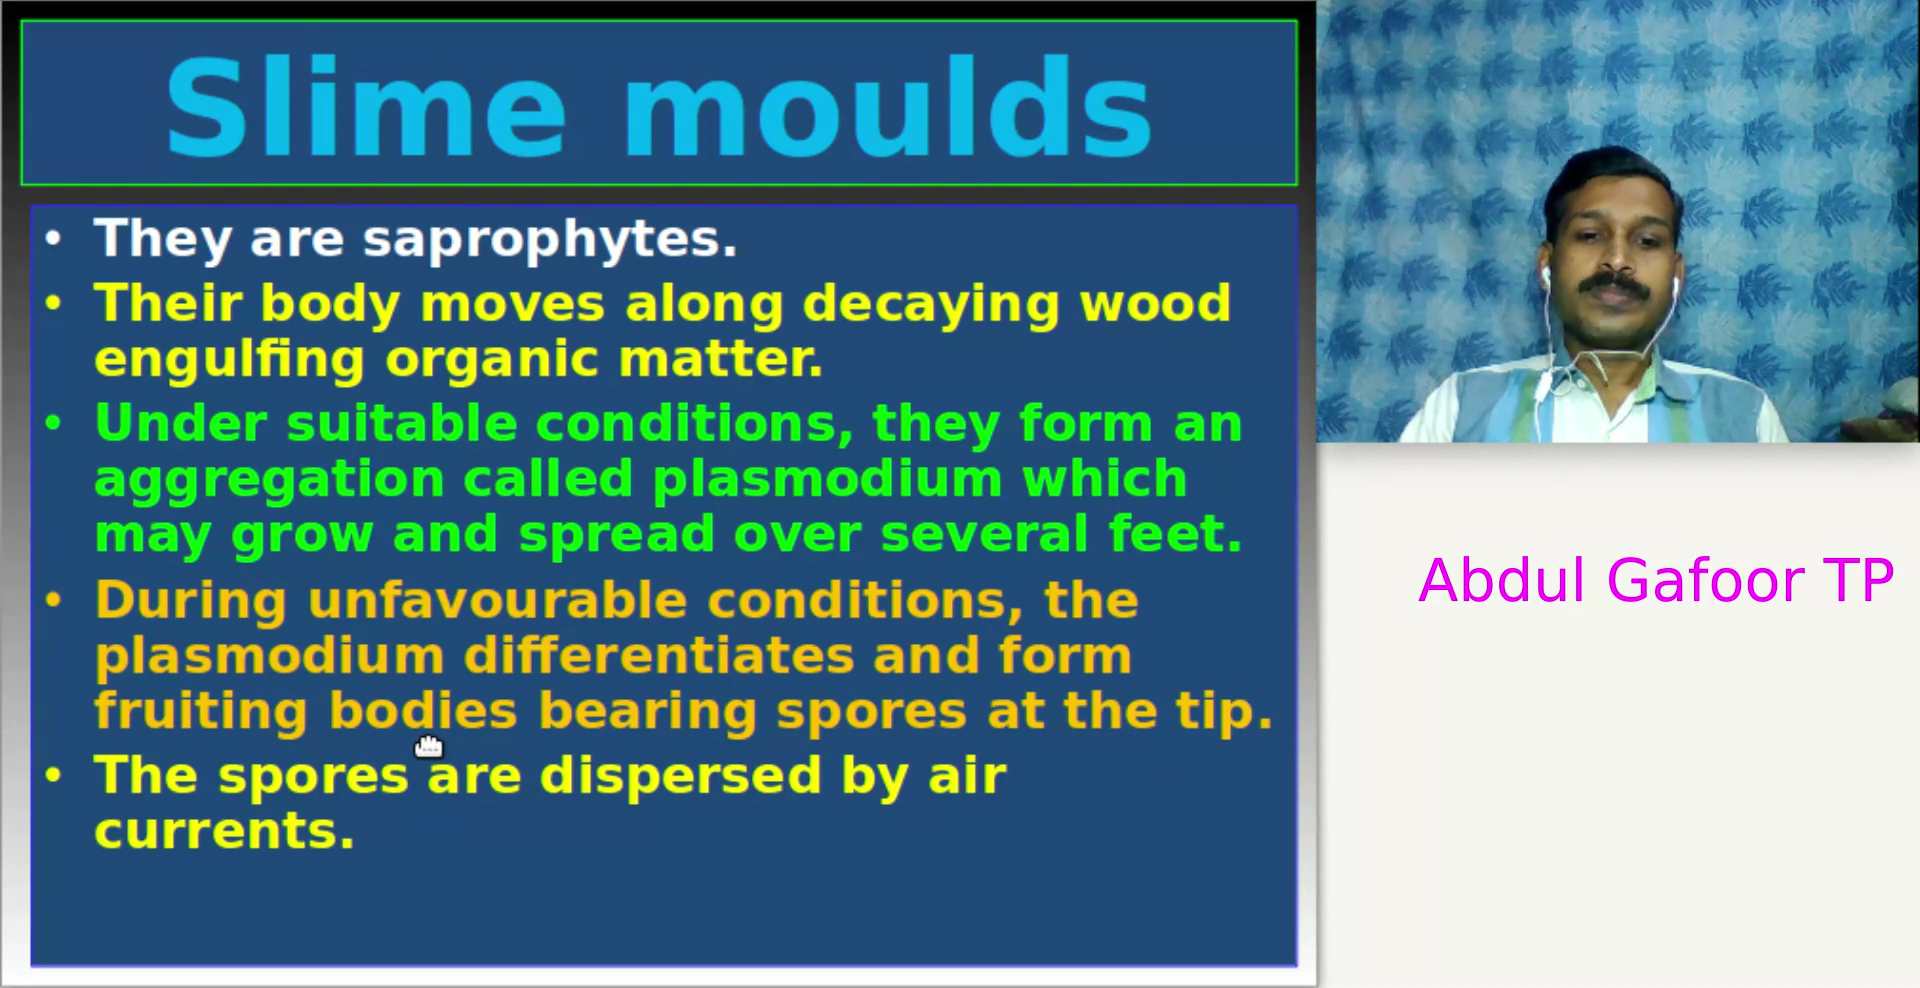 Slime moulds
• They are saprophytes.
• Their body moves along decaying wood
engulfing organic matter.
• Under suitable conditions, they form an
aggregation called plasmodium which
may grow and spread over several feet.
• During unfavourable conditions, the
plasmodium differentiates and form
fruiting bodies bearing spores at the tip.
• The spores are dispersed by air
currents.
Abdul Gafoor TP